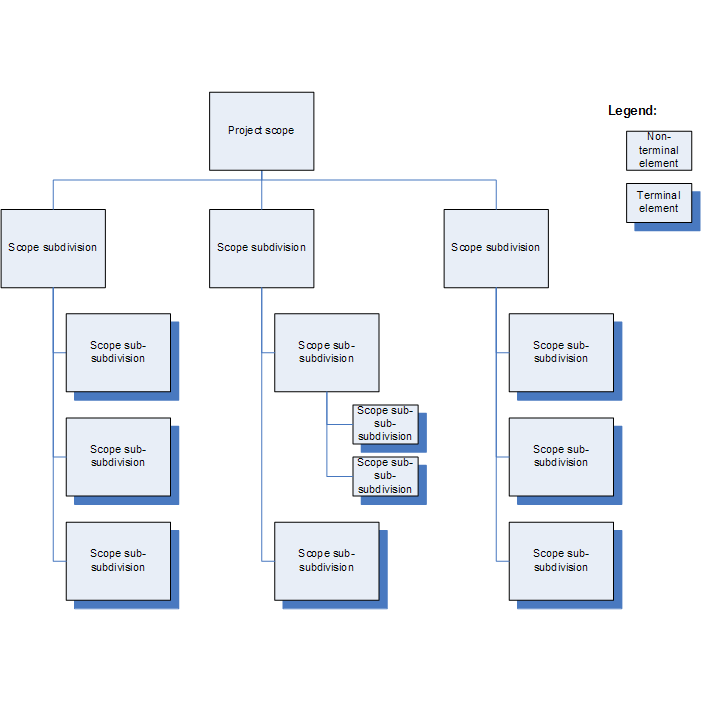 Legend:
Non-
terminal
element
Terminal
element
Project scope
Scope subdivision
Scope subdivision
Scope subdivision
Scope sub-
subdivision
Scope sub-
subdivision
Scope sub-
subdivision
Scope sub-
subdivision
Scope sub-
sub-
subdivision
Scope sub-
sub-
subdivision
Scope sub-
subdivision
Scope sub-
subdivision
Scope sub-
subdivision
Scope sub-
subdivision